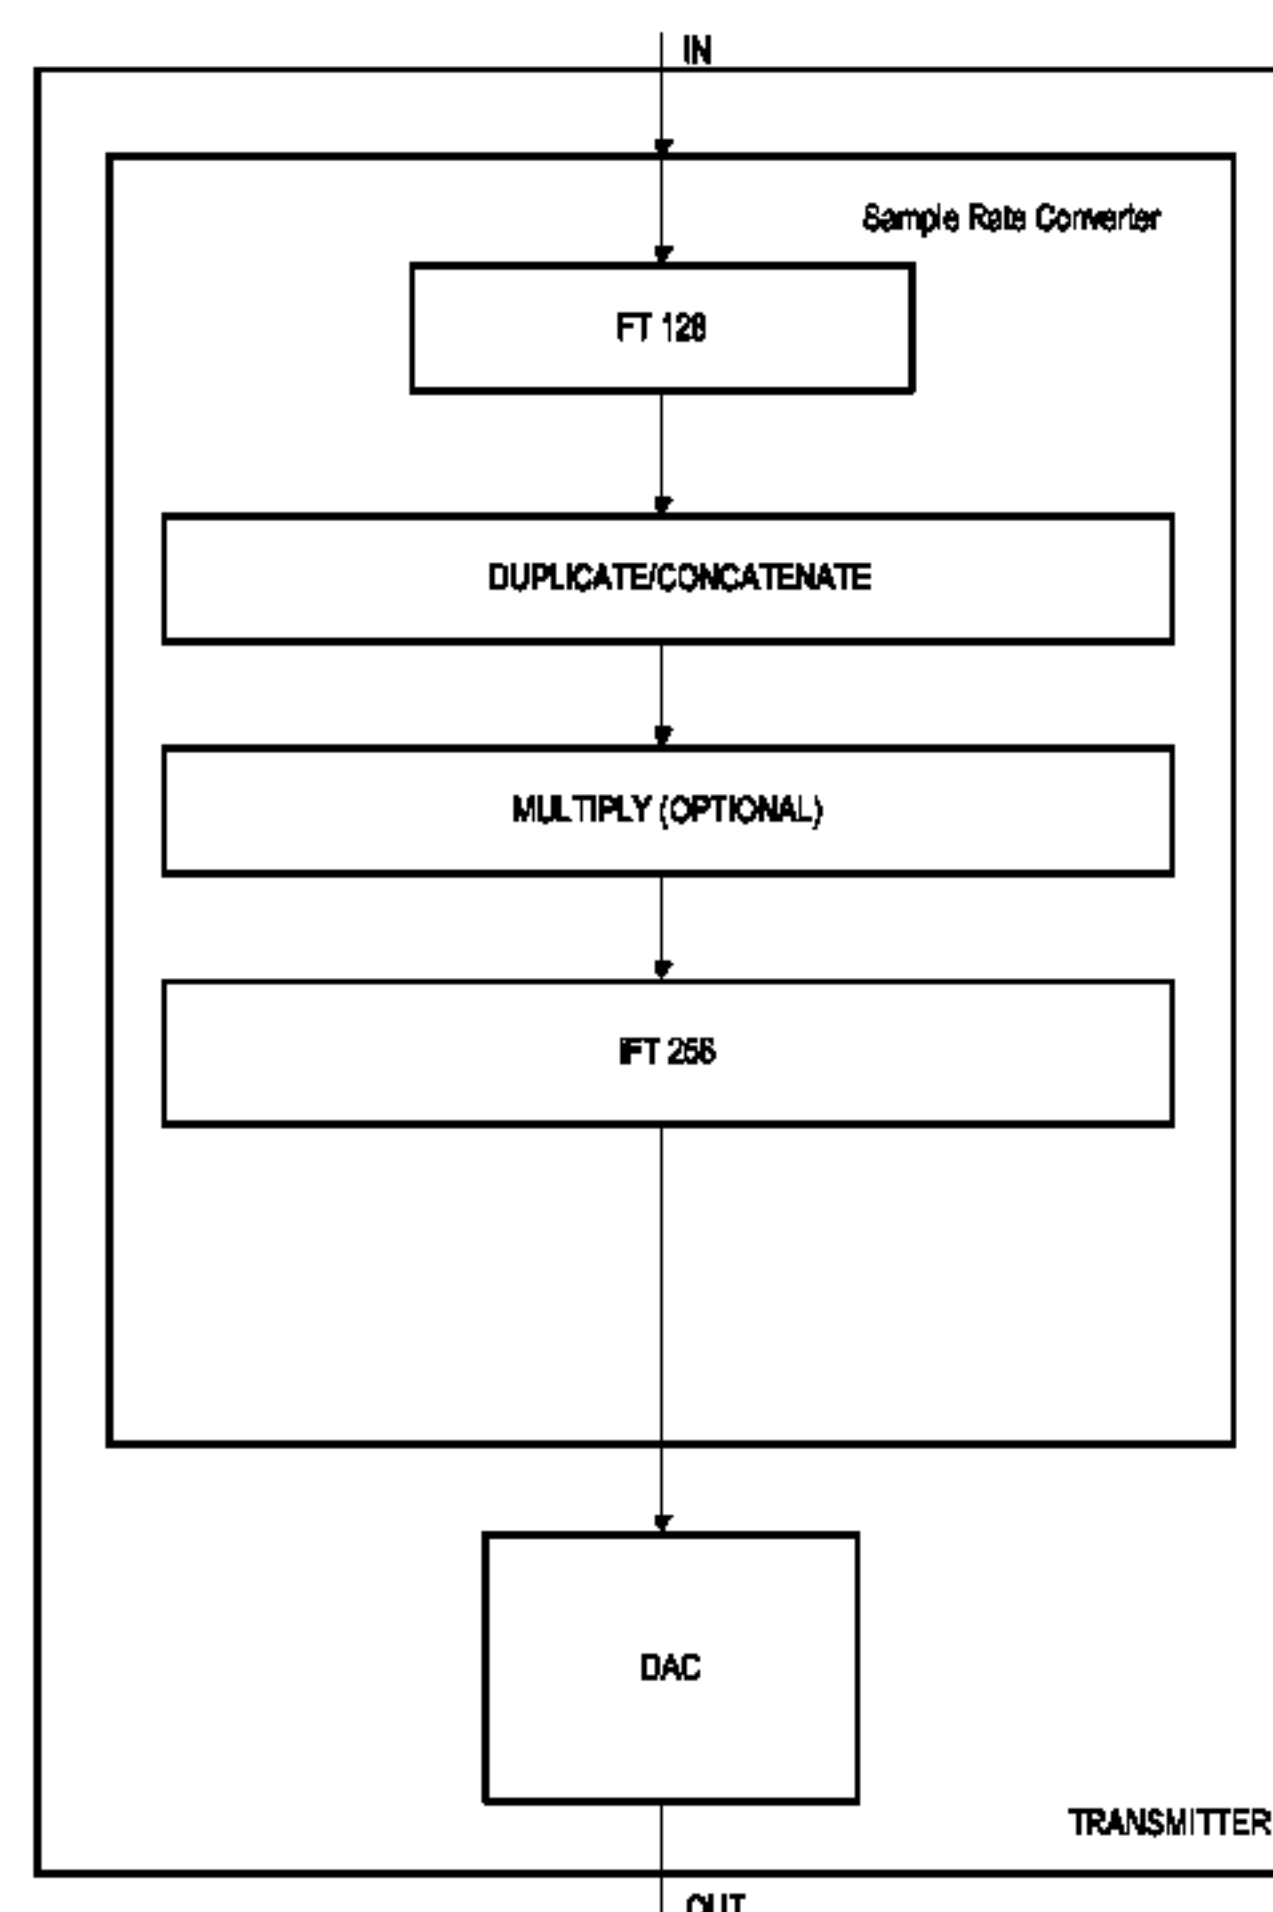 IN
Sample Rate Converter
FT 128
DUPLICATE/CONCATENATE
MULTIPLY (OPTIONAL)
IFT 256
DAC
TRANSMITTER
OUT